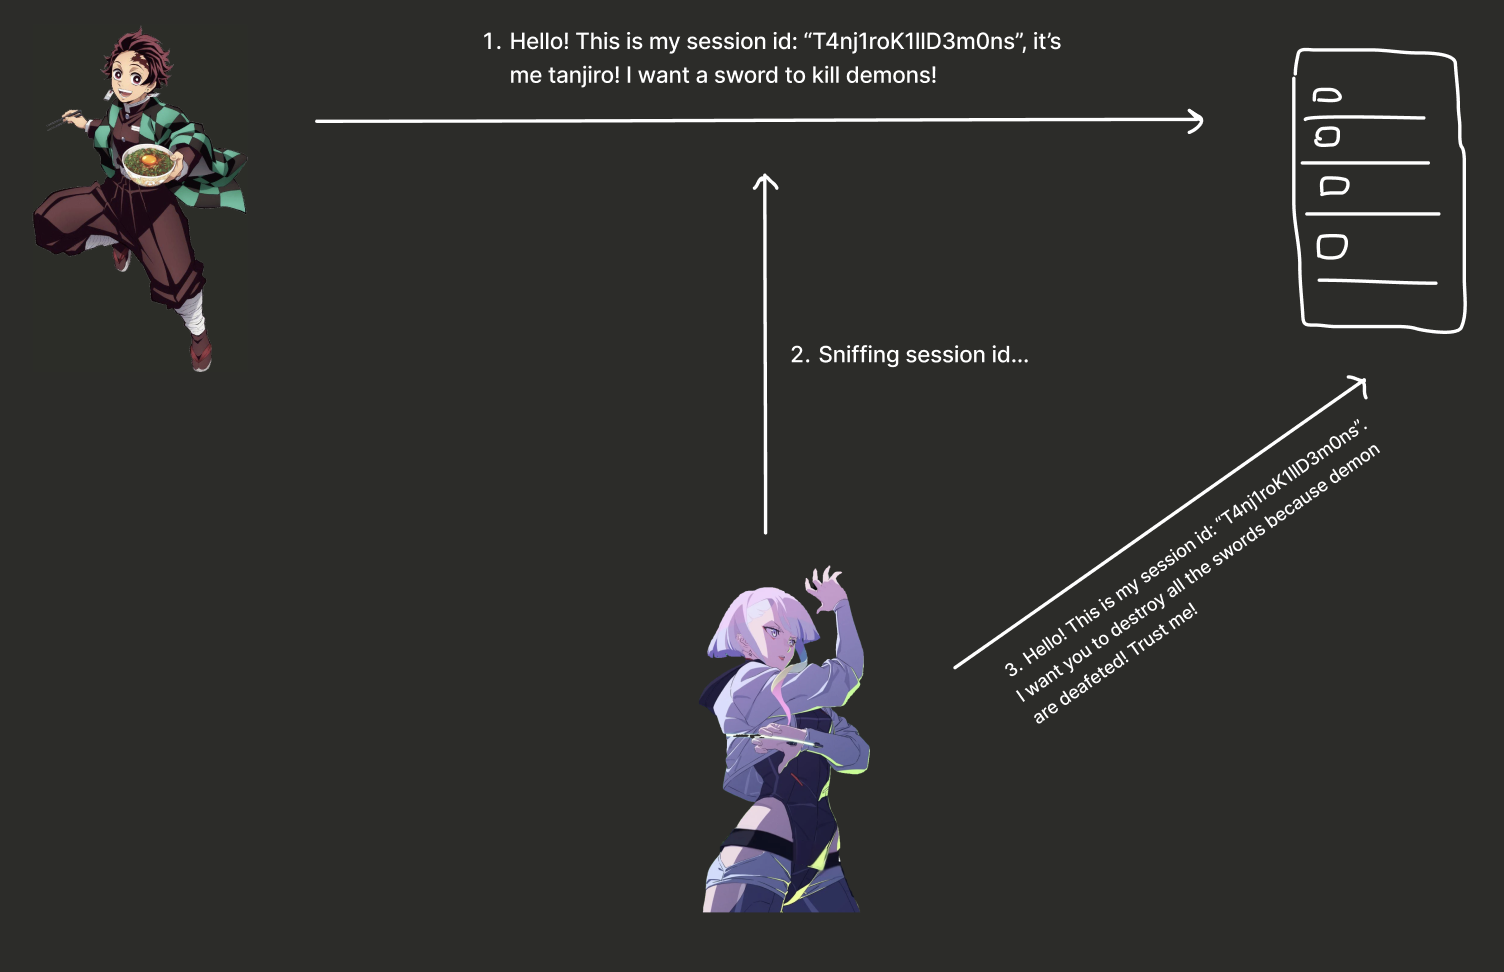 1. Hello! This is my session id: “T4nj1roK1llD3m0ns”, it’s
me tanjiro! I want a sword to kill demons!
2. Sniffing session id...
3. Hello! This is my session id: “T4nj1roK1llD3m0ns”.
I want you to destroy all the swords because demon
are deafeted! Trust me!